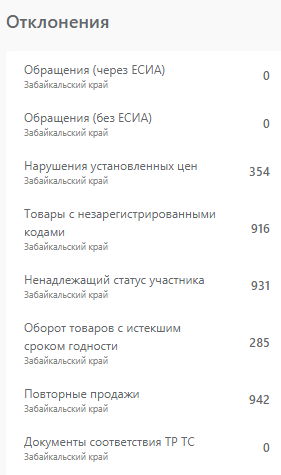 Отклонения
Обращения (через ЕСИА)
0
Забайкальский край
Обращения (без ЕСИА)
0
Забайкальский край
Нарушения установленных цен
354
Забайкальский край
Товары с незарегистрированными
кодами
916
Забайкальский край
Ненадлежащий статус участника
931
Забайкальский край
Оборот товаров с истекшим
сроком годности
285
Забайкальский край
Повторные продажи
942
Забайкальский край
Документы соответствия ТР ТС
0
Забайкальский край